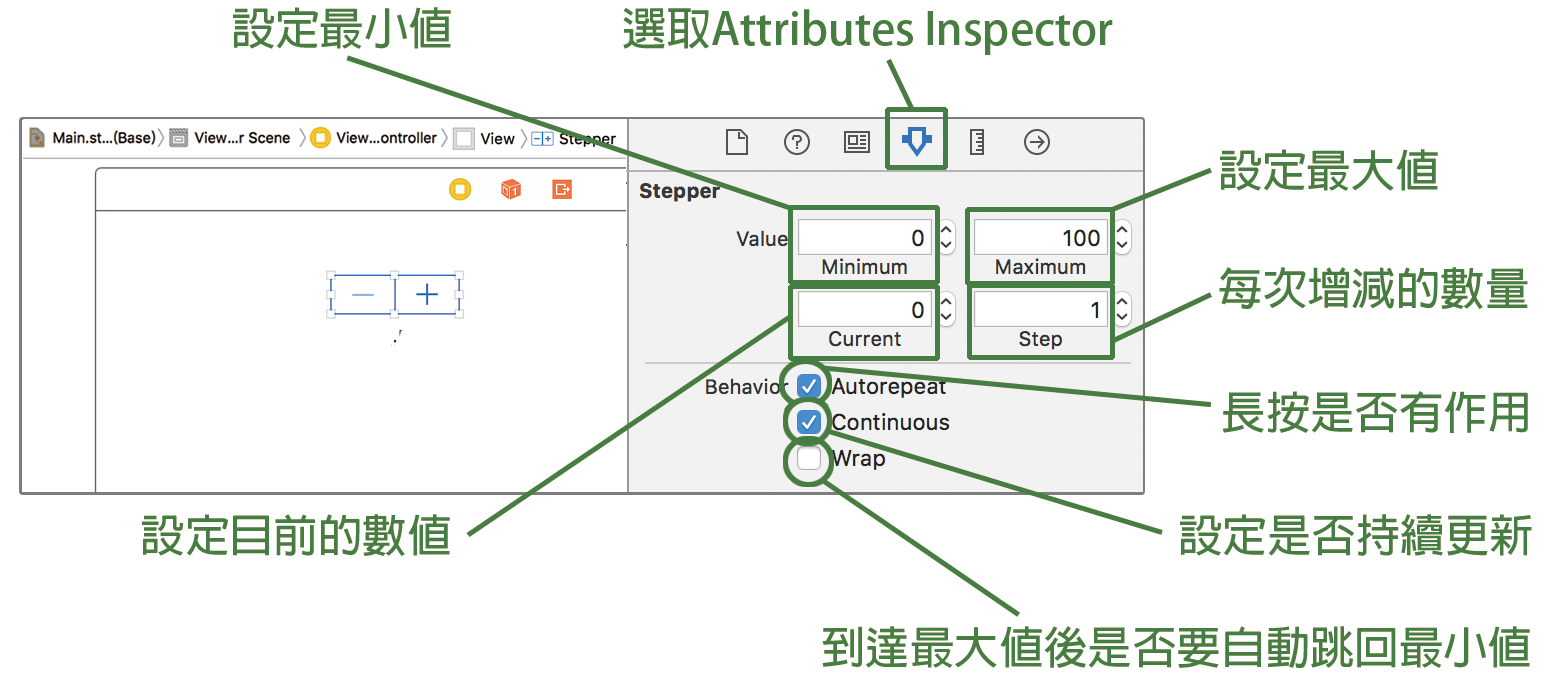 設定最小值
選取Attributes Inspector
Main.st...(Base) View...r Scene View...ontroller View Stepper
Stepper
設定最大值
Value 0 100
Minimum Maximum
每次增減的數量
0 1
Current Step
Behavior Autorepeat
長按是否有作用
Continuous
Wrap
設定目前的數值
設定是否持續更新
到達最大值後是否要自動跳回最小值